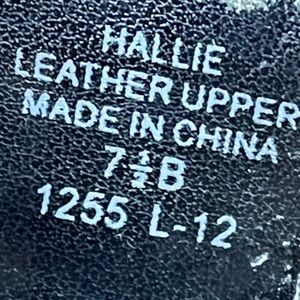 HALLIE
LEATHER UPPER
MADE IN CHINA
7½B
1255 L-12